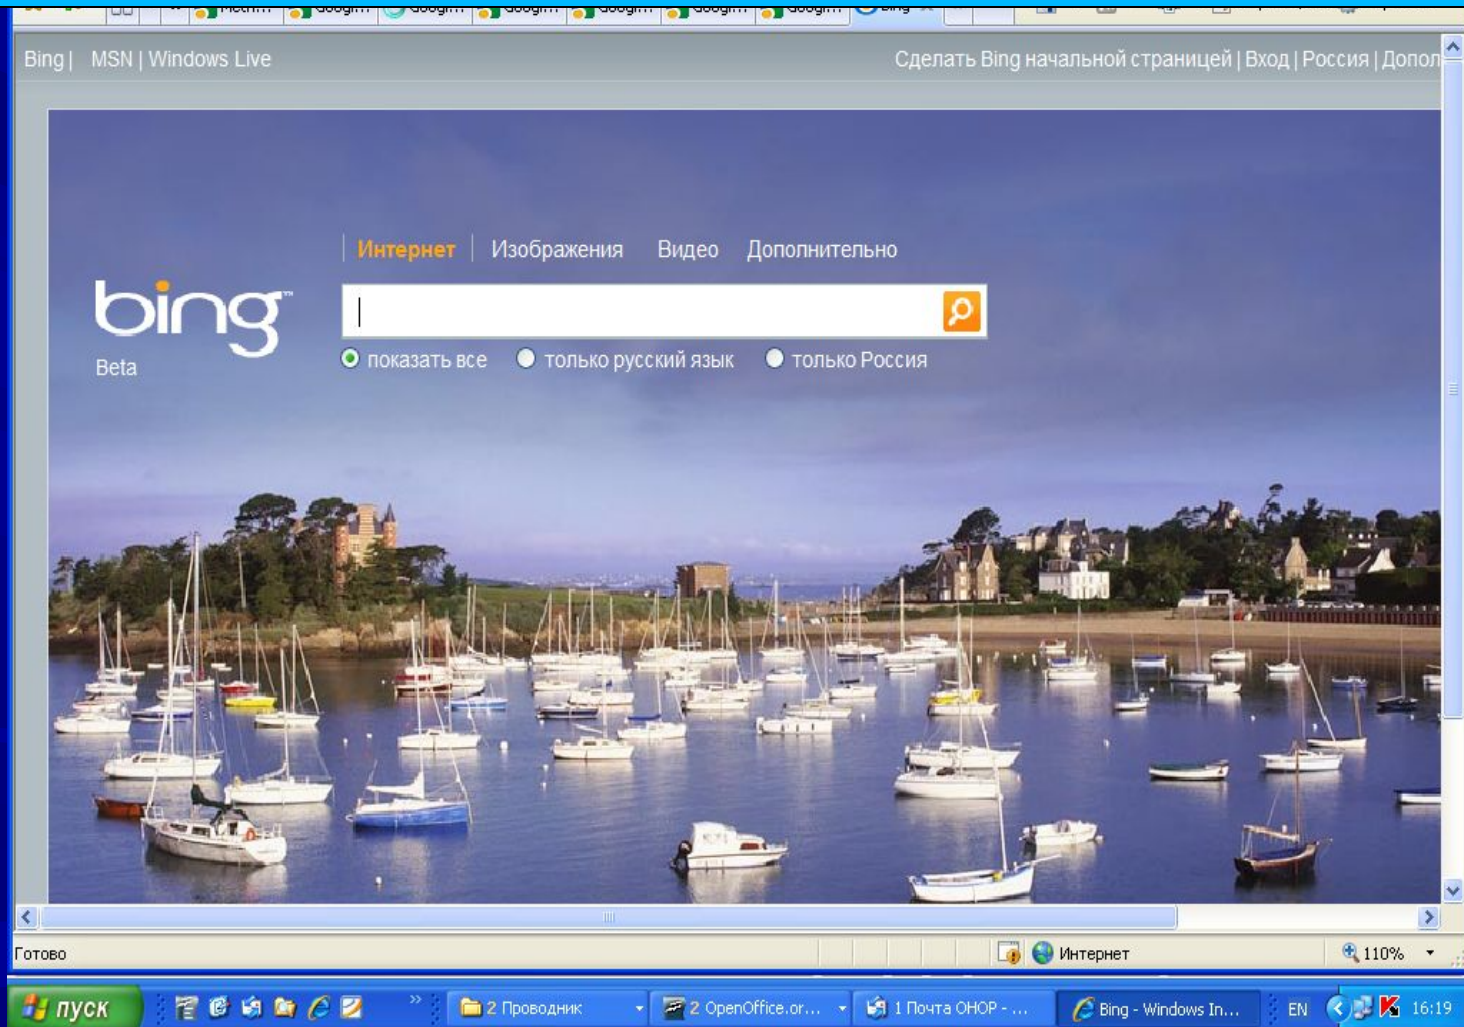 Bing | MSN | Windows Live
Сделать Bing начальной страницей | Вход | Россия | Допол
Интернет | Изображения Видео Дополнительно
bing™
Beta
показать все только русский язык только Россия
Готово
Интернет
110%
пуск
2 Проводник
2 OpenOffice.or...
1 Почта ОНОР - ...
Bing - Windows In...
EN
16:19